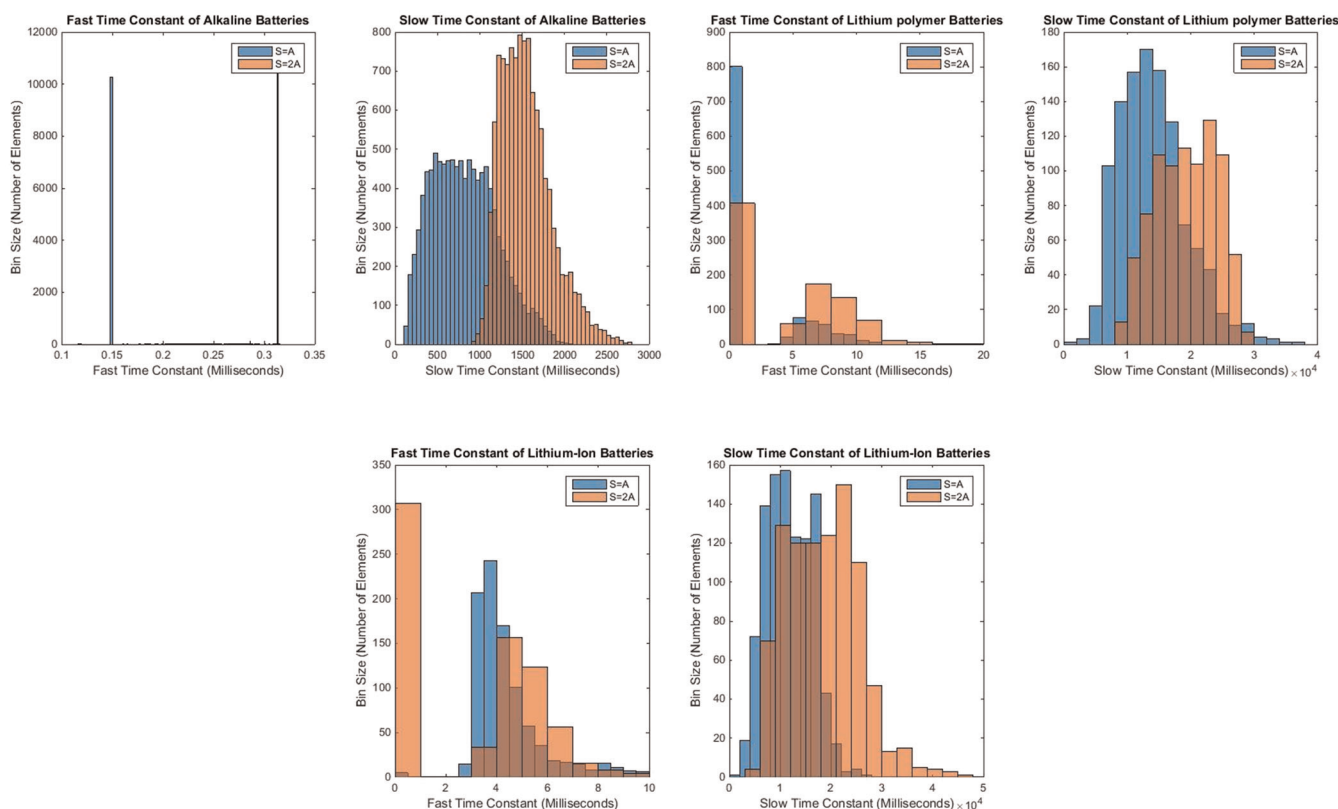 Fast Time Constant of Alkaline Batteries
12000
10000
8000
6000
4000
2000
0
Bin Size (Number of Elements)
0.1 0.15 0.2 0.25 0.3 0.35
Fast Time Constant (Milliseconds)
S=A
S=2A
Slow Time Constant of Alkaline Batteries
800
700
600
500
400
300
200
100
0
Bin Size (Number of Elements)
0 500 1000 1500 2000 2500 3000
Slow Time Constant (Milliseconds)
S=A
S=2A
Fast Time Constant of Lithium polymer Batteries
900
800
700
600
500
400
300
200
100
0
Bin Size (Number of Elements)
0 5 10 15 20
Fast Time Constant (Milliseconds)
S=A
S=2A
Slow Time Constant of Lithium polymer Batteries
180
160
140
120
100
80
60
40
20
0
Bin Size (Number of Elements)
0 1 2 3 4
Slow Time Constant (Milliseconds) × 10^4
S=A
S=2A
Fast Time Constant of Lithium-Ion Batteries
350
300
250
200
150
100
50
0
Bin Size (Number of Elements)
0 2 4 6 8 10
Fast Time Constant (Milliseconds)
S=A
S=2A
Slow Time Constant of Lithium-Ion Batteries
160
140
120
100
80
60
40
20
0
Bin Size (Number of Elements)
0 1 2 3 4 5
Slow Time Constant (Milliseconds) × 10^4
S=A
S=2A